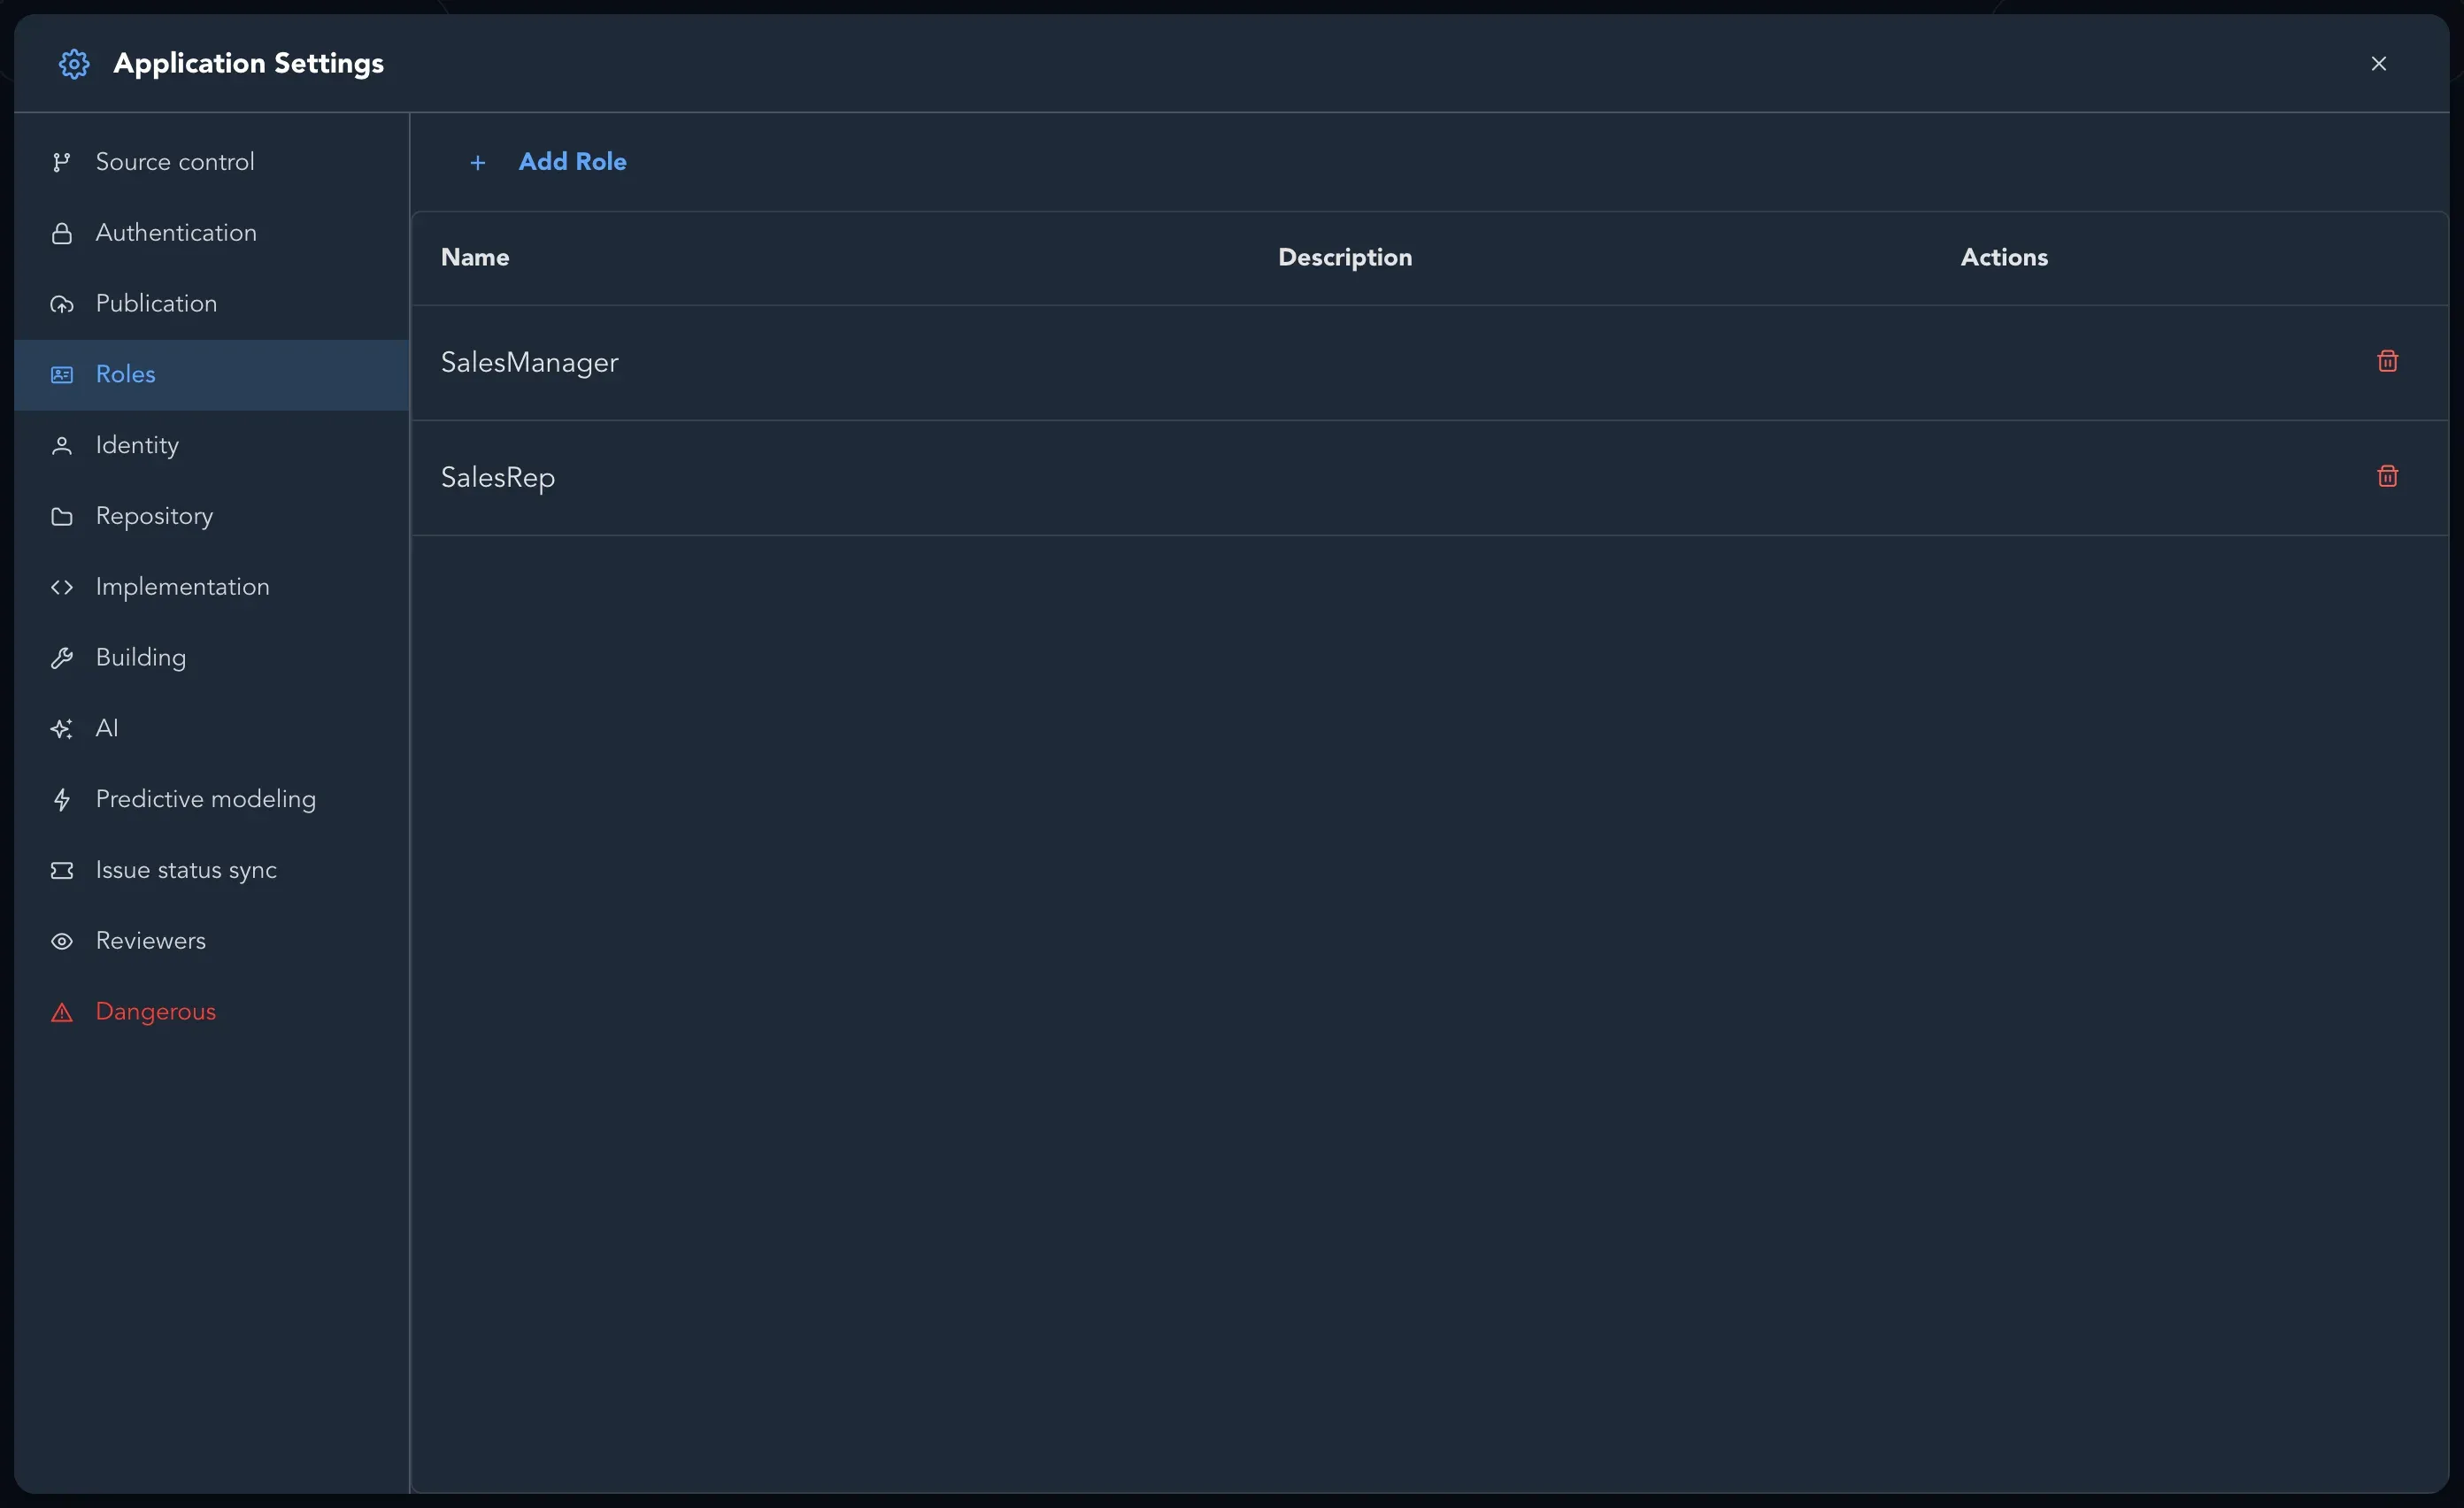 Application Settings
Source control
Authentication
Publication
Roles
Identity
Repository
Implementation
Building
AI
Predictive modeling
Issue status sync
Reviewers
Dangerous
+ Add Role
Name Description Actions
SalesManager
SalesRep